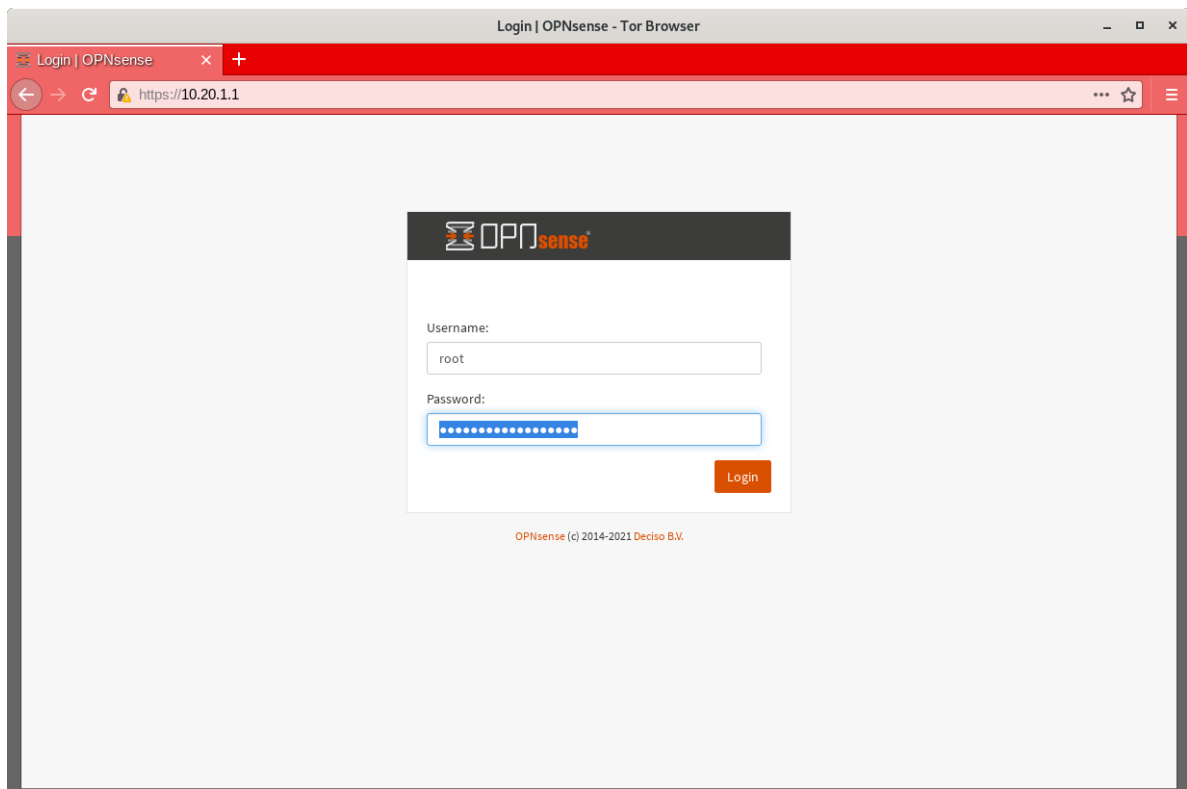 Login | OPNsense - Tor Browser
Login | OPNsense
https://10.20.1.1
OPNsense
Username:
root
Password:
••••••••••••••••••
Login
OPNsense (c) 2014-2021 Deciso B.V.